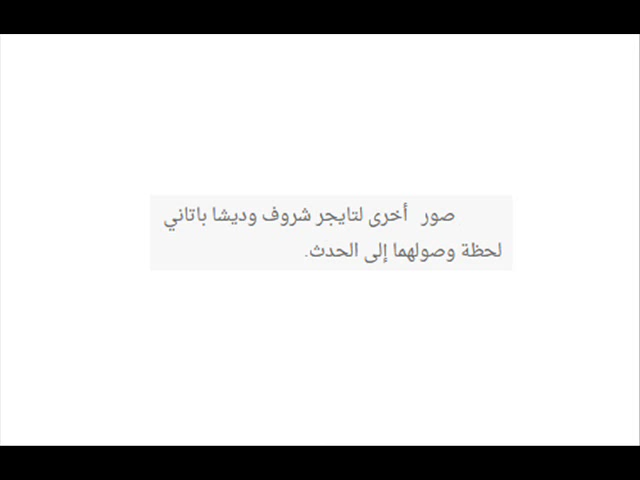 صور أخرى لتايجر شروف وديشا باتاني
لحظة وصولهما إلى الحدث.